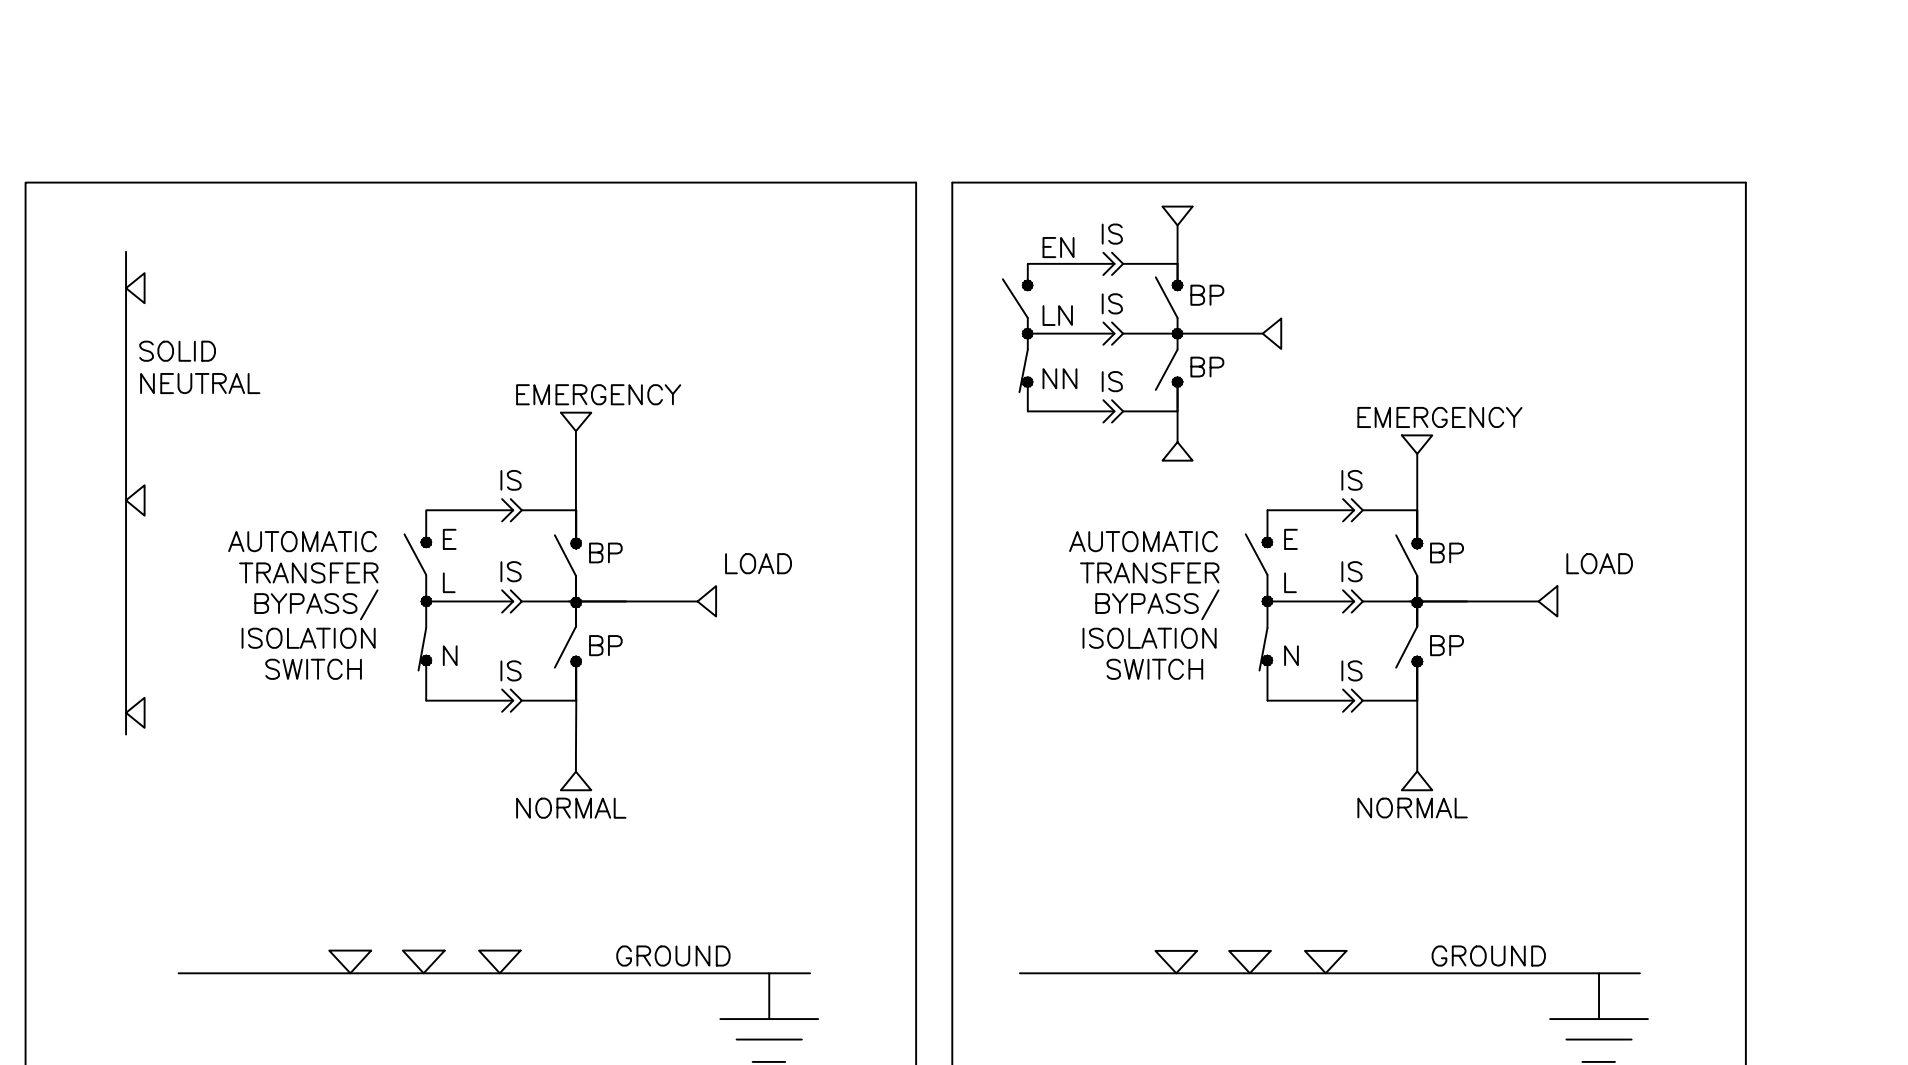 SOLID
NEUTRAL
EMERGENCY
IS
E
BP
AUTOMATIC
TRANSFER
BYPASS/
ISOLATION
SWITCH
IS
L
LOAD
BP
N
IS
NORMAL
GROUND
EN
IS
BP
LN
IS
BP
NN
IS
EMERGENCY
IS
E
BP
AUTOMATIC
TRANSFER
BYPASS/
ISOLATION
SWITCH
IS
L
LOAD
BP
N
IS
NORMAL
GROUND